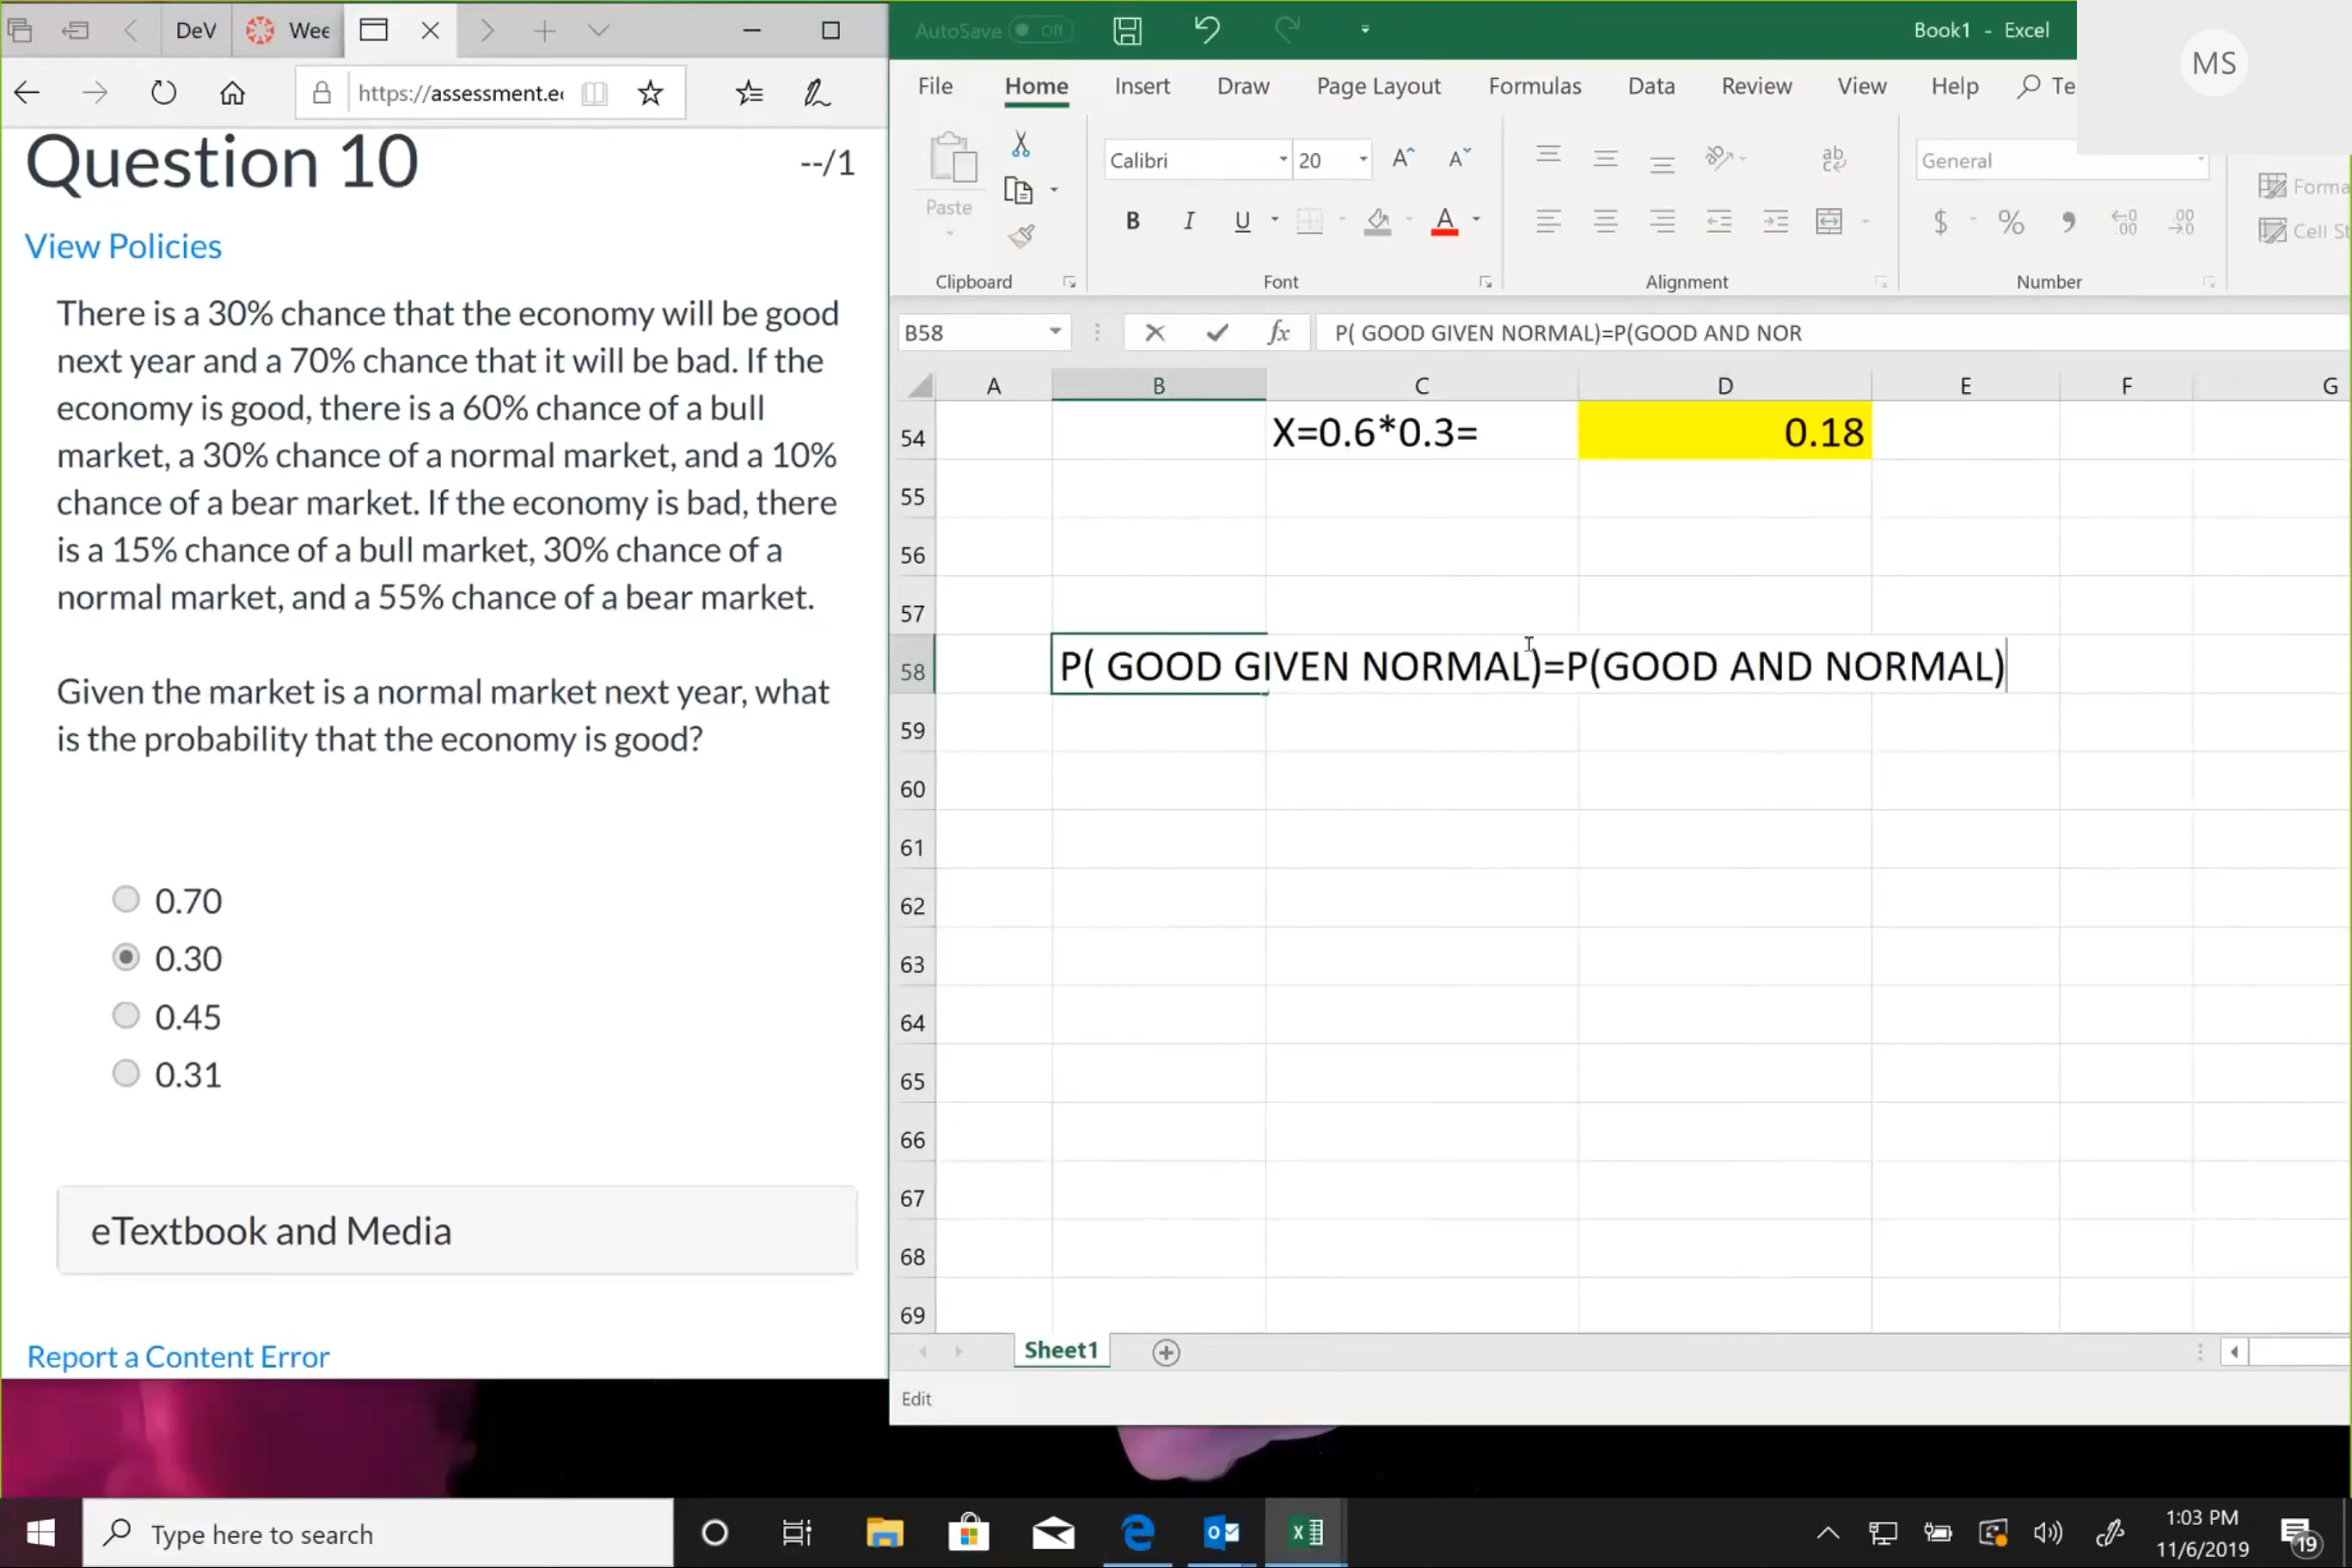 DeV
Wee
AutoSave Off
Book1 - Excel
MS
https://assessment.e
File Home Insert Draw Page Layout Formulas Data Review View Help Te
Question 10
--/1
View Policies
There is a 30% chance that the economy will be good
next year and a 70% chance that it will be bad. If the
economy is good, there is a 60% chance of a bull
market, a 30% chance of a normal market, and a 10%
chance of a bear market. If the economy is bad, there
is a 15% chance of a bull market, 30% chance of a
normal market, and a 55% chance of a bear market.
Given the market is a normal market next year, what
is the probability that the economy is good?
0.70
0.30
0.45
0.31
eTextbook and Media
Report a Content Error
Paste
Calibri
20
A A
ab
ab c
General
B I U A
$ % ,
.00
.00
Forma
Cell St
Clipboard Font Alignment Number
B58
fx
P( GOOD GIVEN NORMAL)=P(GOOD AND NOR
A B C D E F G
54 X=0.6*0.3= 0.18
55
56
57
58 P( GOOD GIVEN NORMAL)=P(GOOD AND NORMAL)
59
60
61
62
63
64
65
66
67
68
69
Sheet1
Edit
Type here to search
1:03 PM
11/6/2019
19